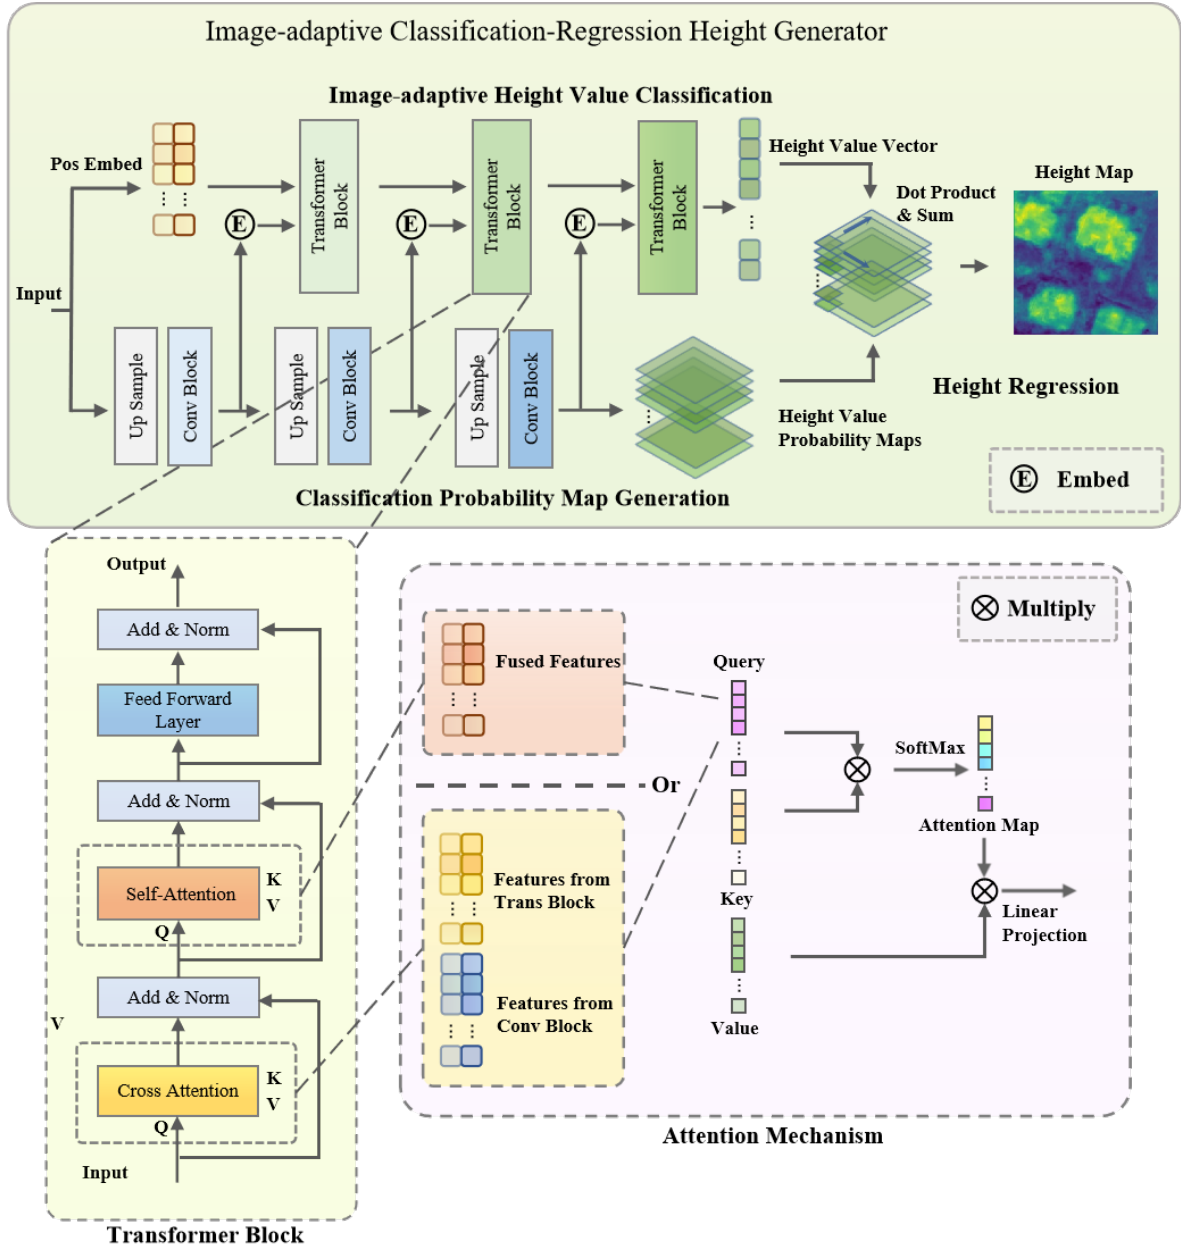 Image-adaptive Classification-Regression Height Generator
Image-adaptive Height Value Classification
Pos Embed
Transformer
Block
Transformer
Block
Transformer
Block
Height Value Vector
Dot Product
& Sum
Height Map
E
E
E
Input
Up Sample
Conv Block
Up Sample
Conv Block
Up Sample
Conv Block
Height Value
Probability Maps
Height Regression
E Embed
Classification Probability Map Generation
Output
Add & Norm
Feed Forward
Layer
Add & Norm
Self-Attention
K
V
Q
Add & Norm
V
Cross Attention
K
V
Q
Input
Transformer Block
Multiply
Fused Features
Or
Features from
Trans Block
Features from
Conv Block
Query
Key
Value
SoftMax
Attention Map
Linear
Projection
Attention Mechanism